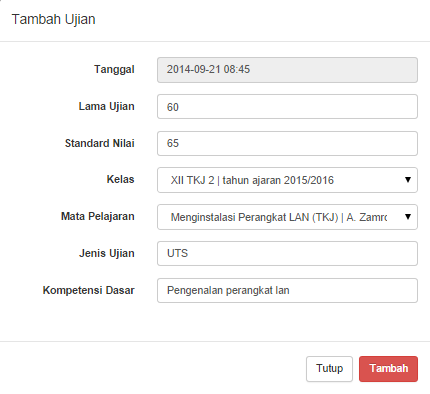 Tambah Ujian
Tanggal 2014-09-21 08:45
Lama Ujian 60
Standard Nilai 65
Kelas XII TKJ 2 | tahun ajaran 2015/2016
Mata Pelajaran Menginstalasi Perangkat LAN (TKJ) | A. Zamrc
Jenis Ujian UTS
Kompetensi Dasar Pengenalan perangkat lan
Tutup Tambah